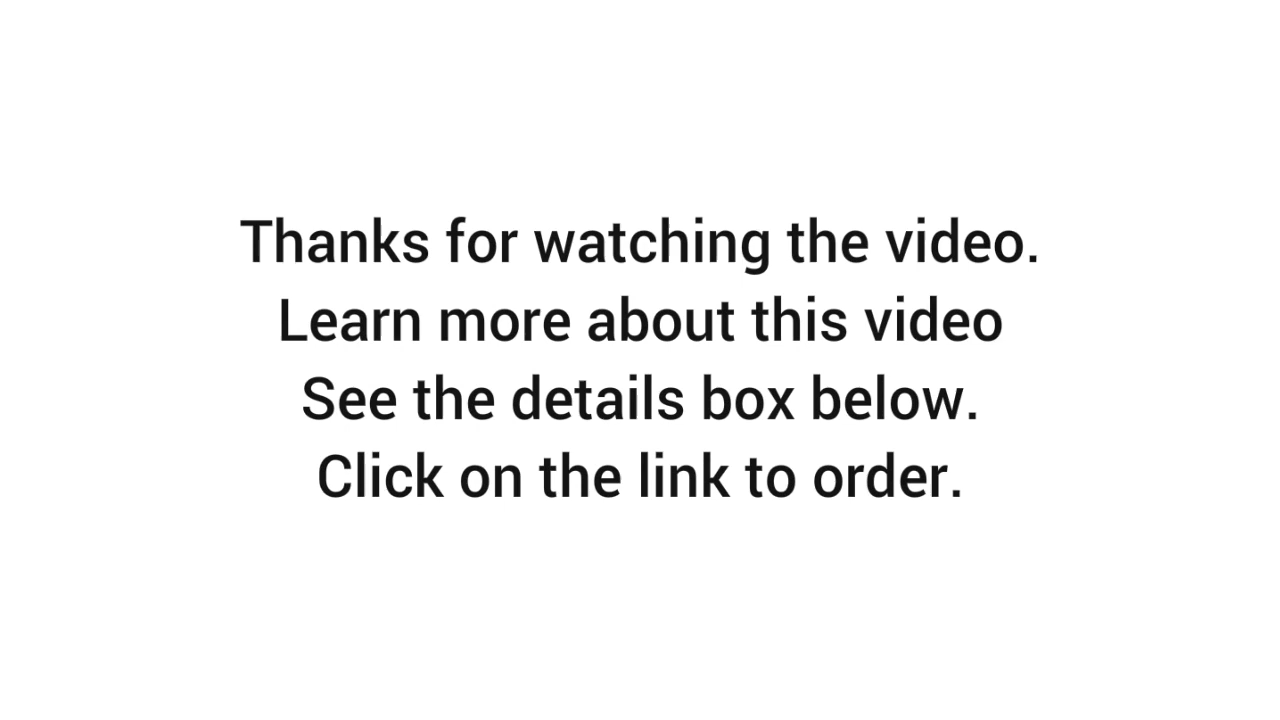 Thanks for watching the video.
Learn more about this video
See the details box below.
Click on the link to order.